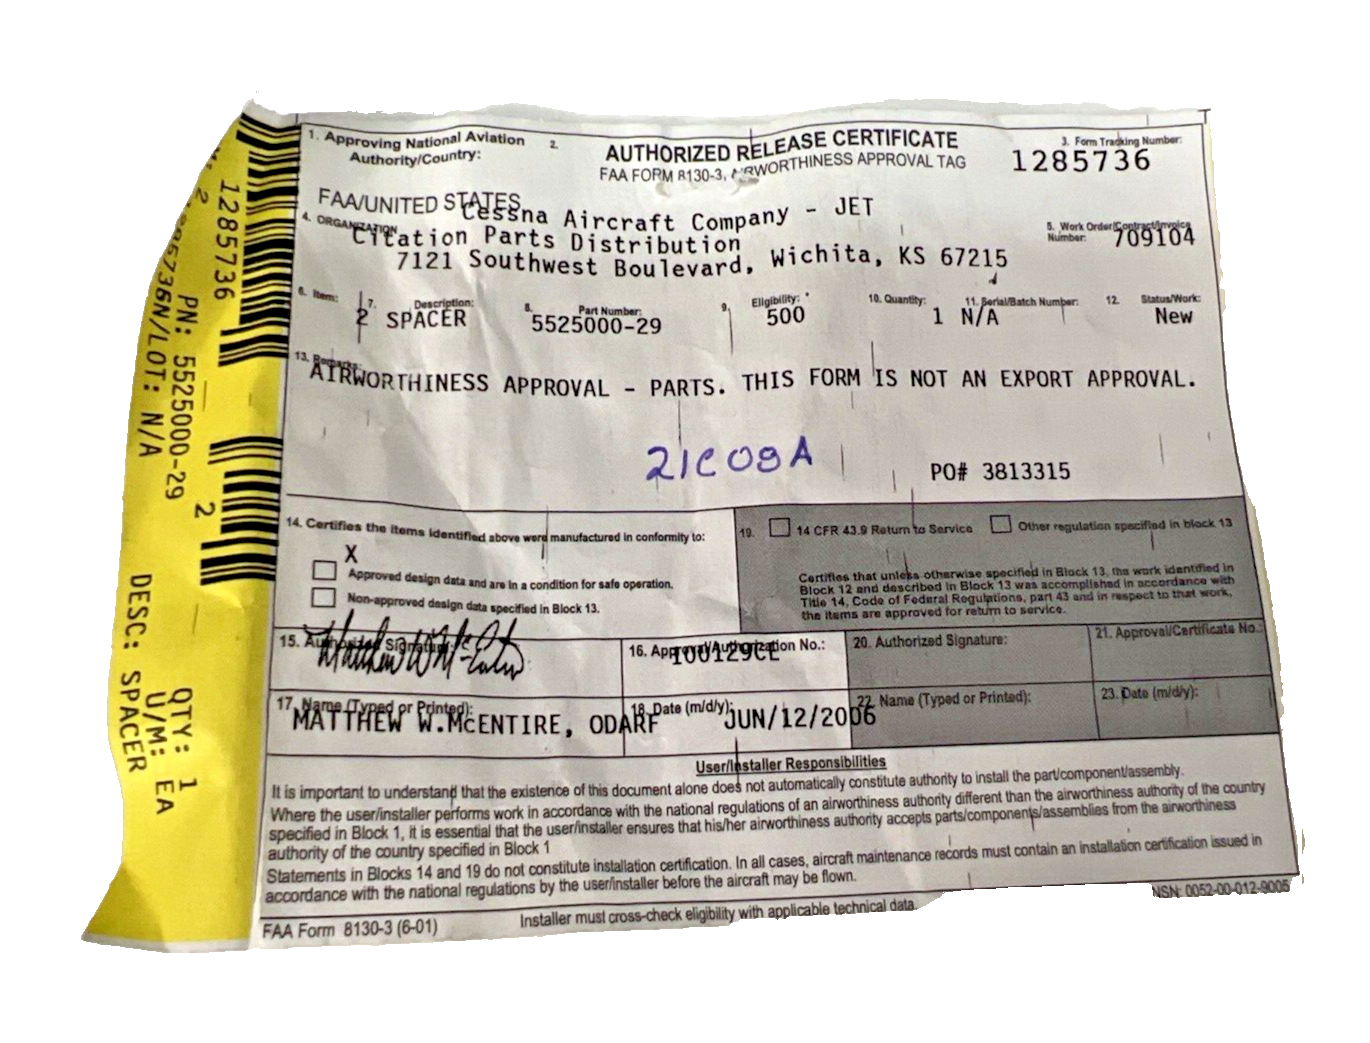 1. Approving National Aviation Authority/Country:
FAA/UNITED STATES
2.
AUTHORIZED RELEASE CERTIFICATE
FAA FORM 8130-3, AIRWORTHINESS APPROVAL TAG
3. Form Tracking Number:
1285736
4. ORGANIZATION
Cessna Aircraft Company - JET
Citation Parts Distribution
7121 Southwest Boulevard, Wichita, KS 67215
5. Work Order/Contract/Invoice
Number: 709104
6. Item: 7. Description: 8. Part Number: 9. Eligibility: * 10. Quantity: 11. Serial/Batch Number: 12. Status/Work:
2 SPACER 5525000-29 500 1 N/A New
13. Remarks:
AIRWORTHINESS APPROVAL - PARTS. THIS FORM IS NOT AN EXPORT APPROVAL.
21C08A
PO# 3813315
14. Certifies the items identified above were manufactured in conformity to:
X
Approved design data and are in a condition for safe operation.
Non-approved design data specified in Block 13.
19. 14 CFR 43.9 Return to Service Other regulation specified in block 13
Certifies that unless otherwise specified in Block 13, the work identified in
Block 12 and described in Block 13 was accomplished in accordance with
Title 14, Code of Federal Regulations, part 43 and in respect to that work,
the items are approved for return to service.
15. Authorized Signature:
Matthew W McEntire
16. Approval/Authorization No.:
100129CE
20. Authorized Signature:
21. Approval/Certificate No.:
17. Name (Typed or Printed):
MATTHEW W.McENTIRE, ODARF
18. Date (m/d/y):
JUN/12/2006
22. Name (Typed or Printed):
23. Date (m/d/y):
User/Installer Responsibilities
It is important to understand that the existence of this document alone does not automatically constitute authority to install the part/component/assembly.
Where the user/installer performs work in accordance with the national regulations of an airworthiness authority different than the airworthiness authority of the country
specified in Block 1, it is essential that the user/installer ensures that his/her airworthiness authority accepts parts/components/assemblies from the airworthiness
authority of the country specified in Block 1
Statements in Blocks 14 and 19 do not constitute installation certification. In all cases, aircraft maintenance records must contain an installation certification issued in
accordance with the national regulations by the user/installer before the aircraft may be flown.
FAA Form 8130-3 (6-01)
Installer must cross-check eligibility with applicable technical data.
NSN: 0052-00-012-9005
1285736
2
PN: 5525000-29
2
N/LOT: N/A
QTY: 1
U/M: EA
DESC: SPACER